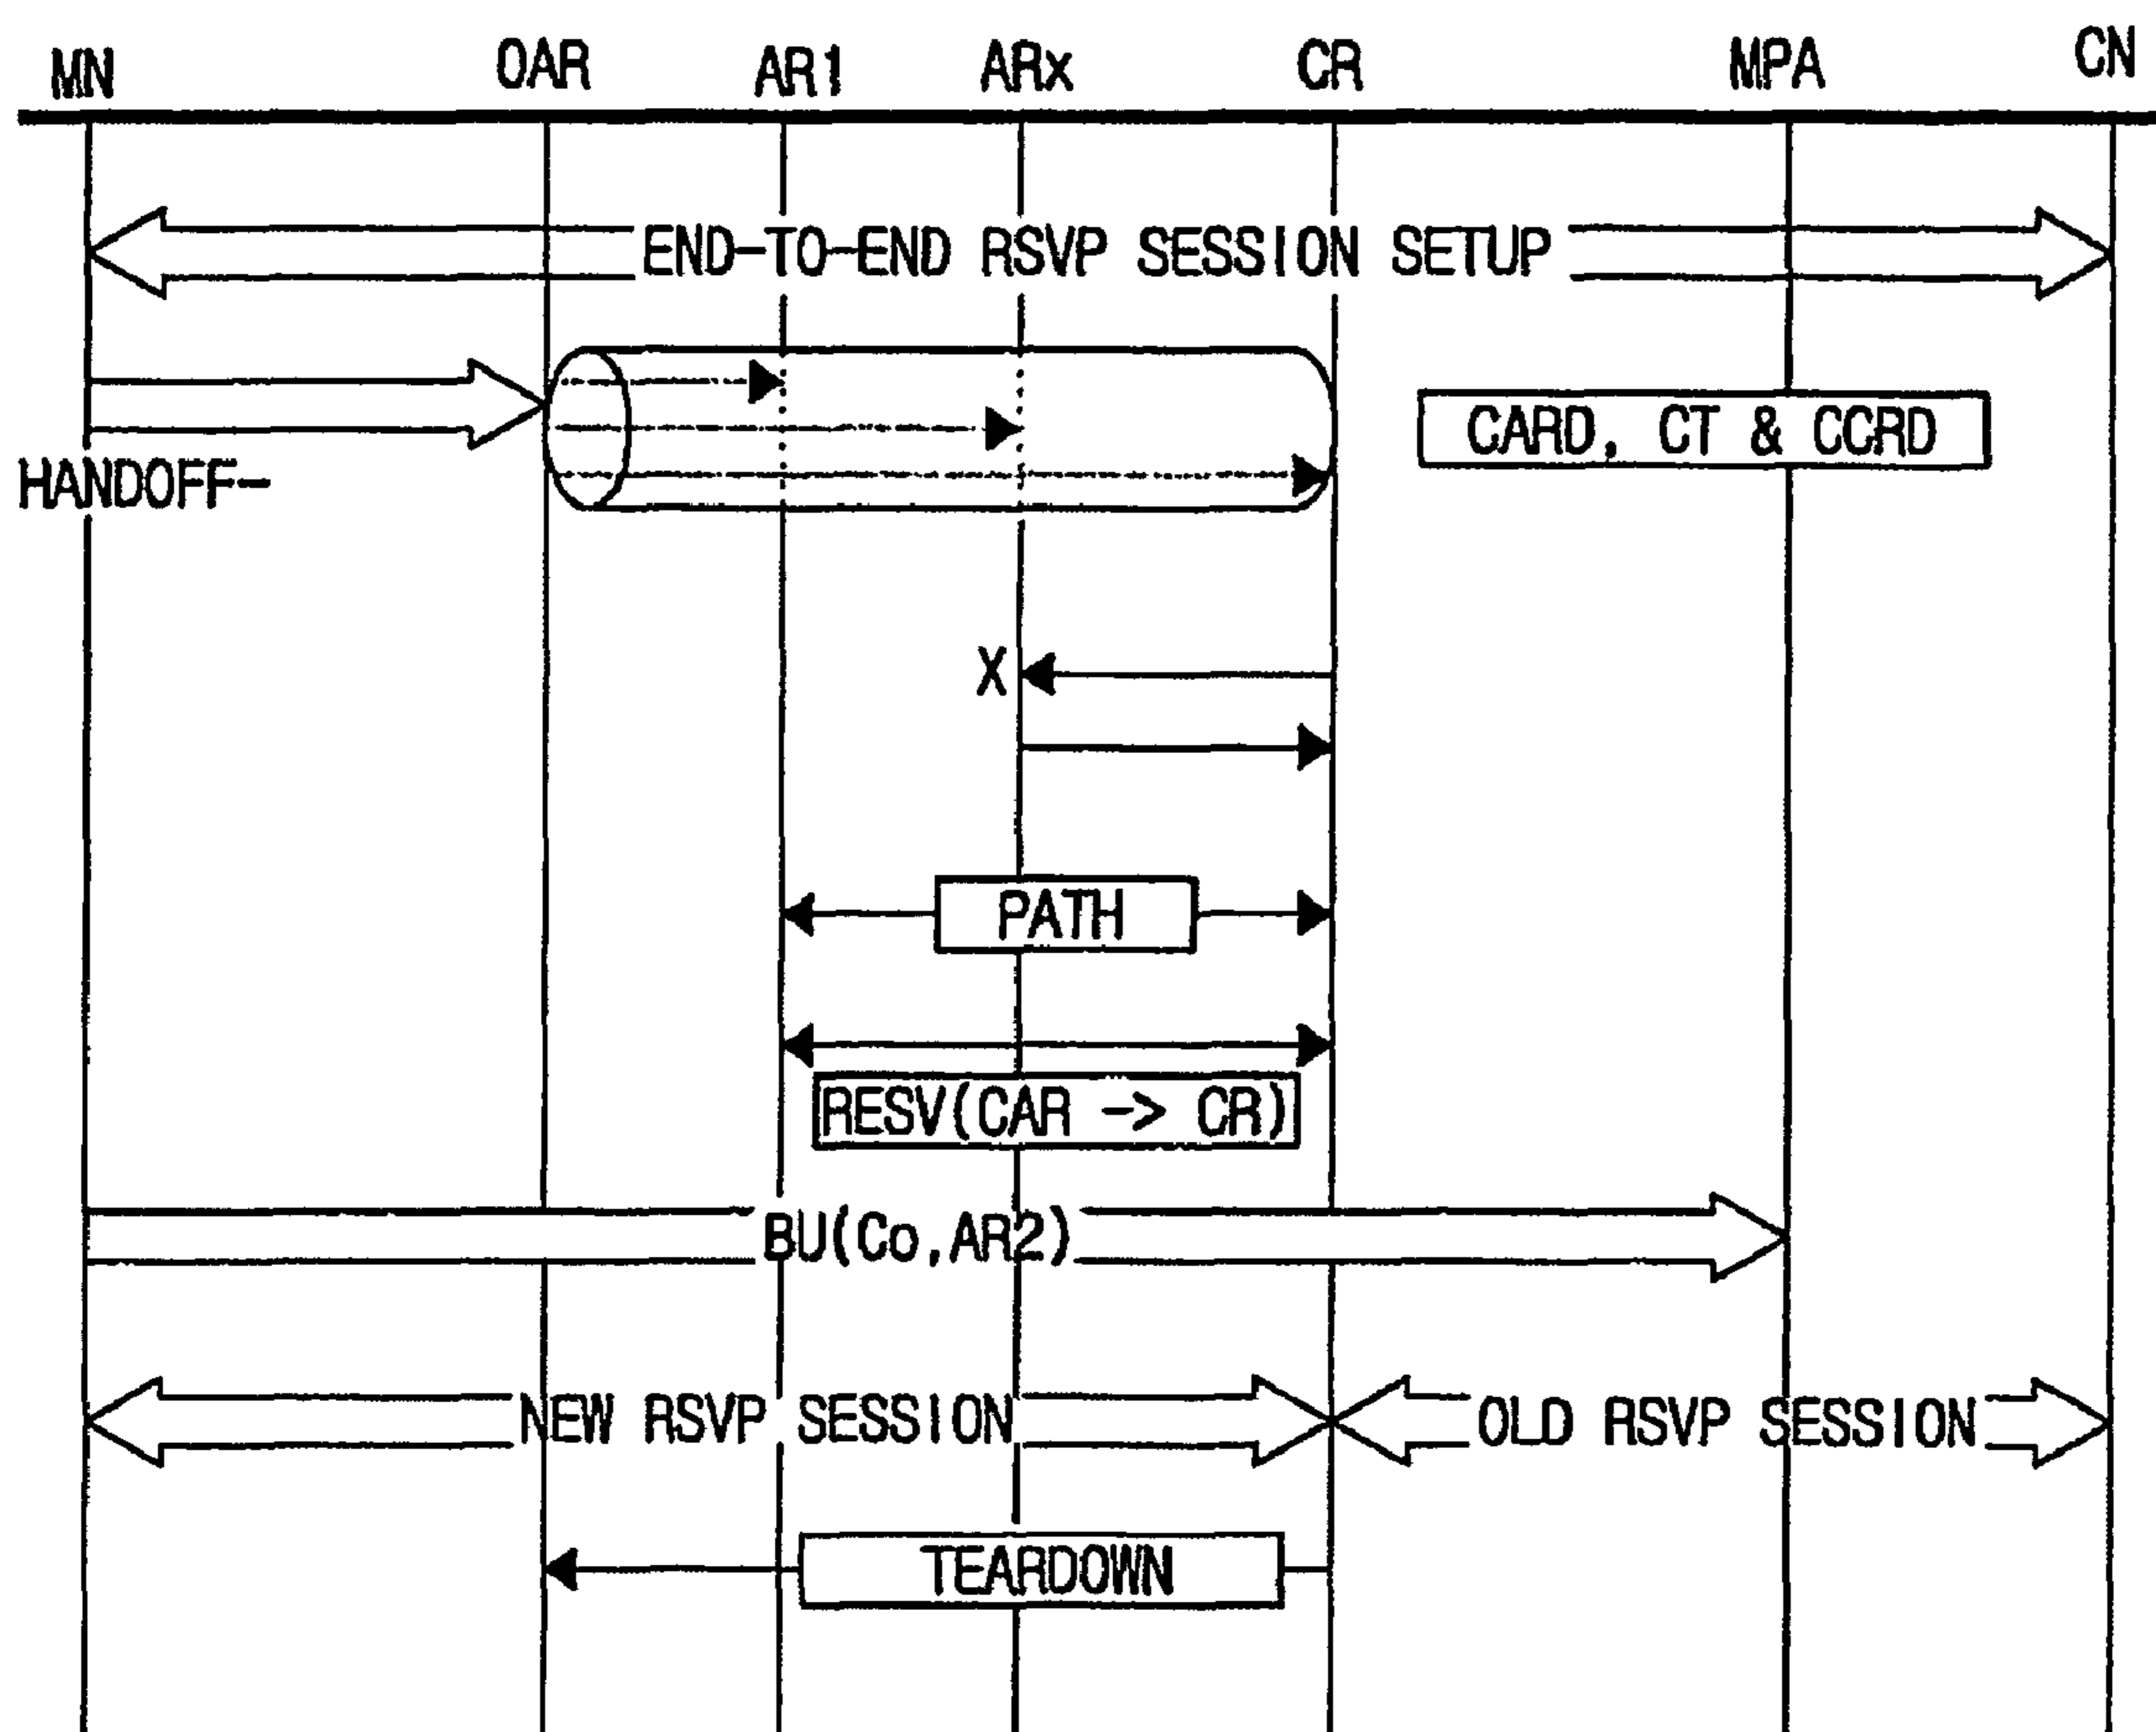 MN OAR AR1 ARx CR MPA CN
END-TO-END RSVP SESSION SETUP
CARD, CT & CCRD
HANDOFF-
X
PATH
RESV(CAR -> CR)
BU(Co,AR2)
NEW RSVP SESSION OLD RSVP SESSION
TEARDOWN